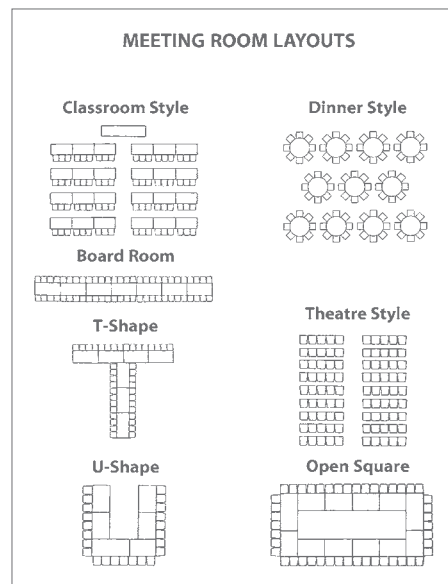 MEETING ROOM LAYOUTS
Classroom Style
Dinner Style
Board Room
T-Shape
Theatre Style
U-Shape
Open Square